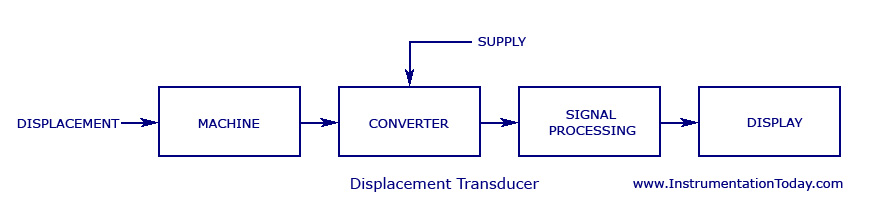 SUPPLY
DISPLACEMENT
MACHINE
CONVERTER
SIGNAL
PROCESSING
DISPLAY
Displacement Transducer
www.InstrumentationToday.com